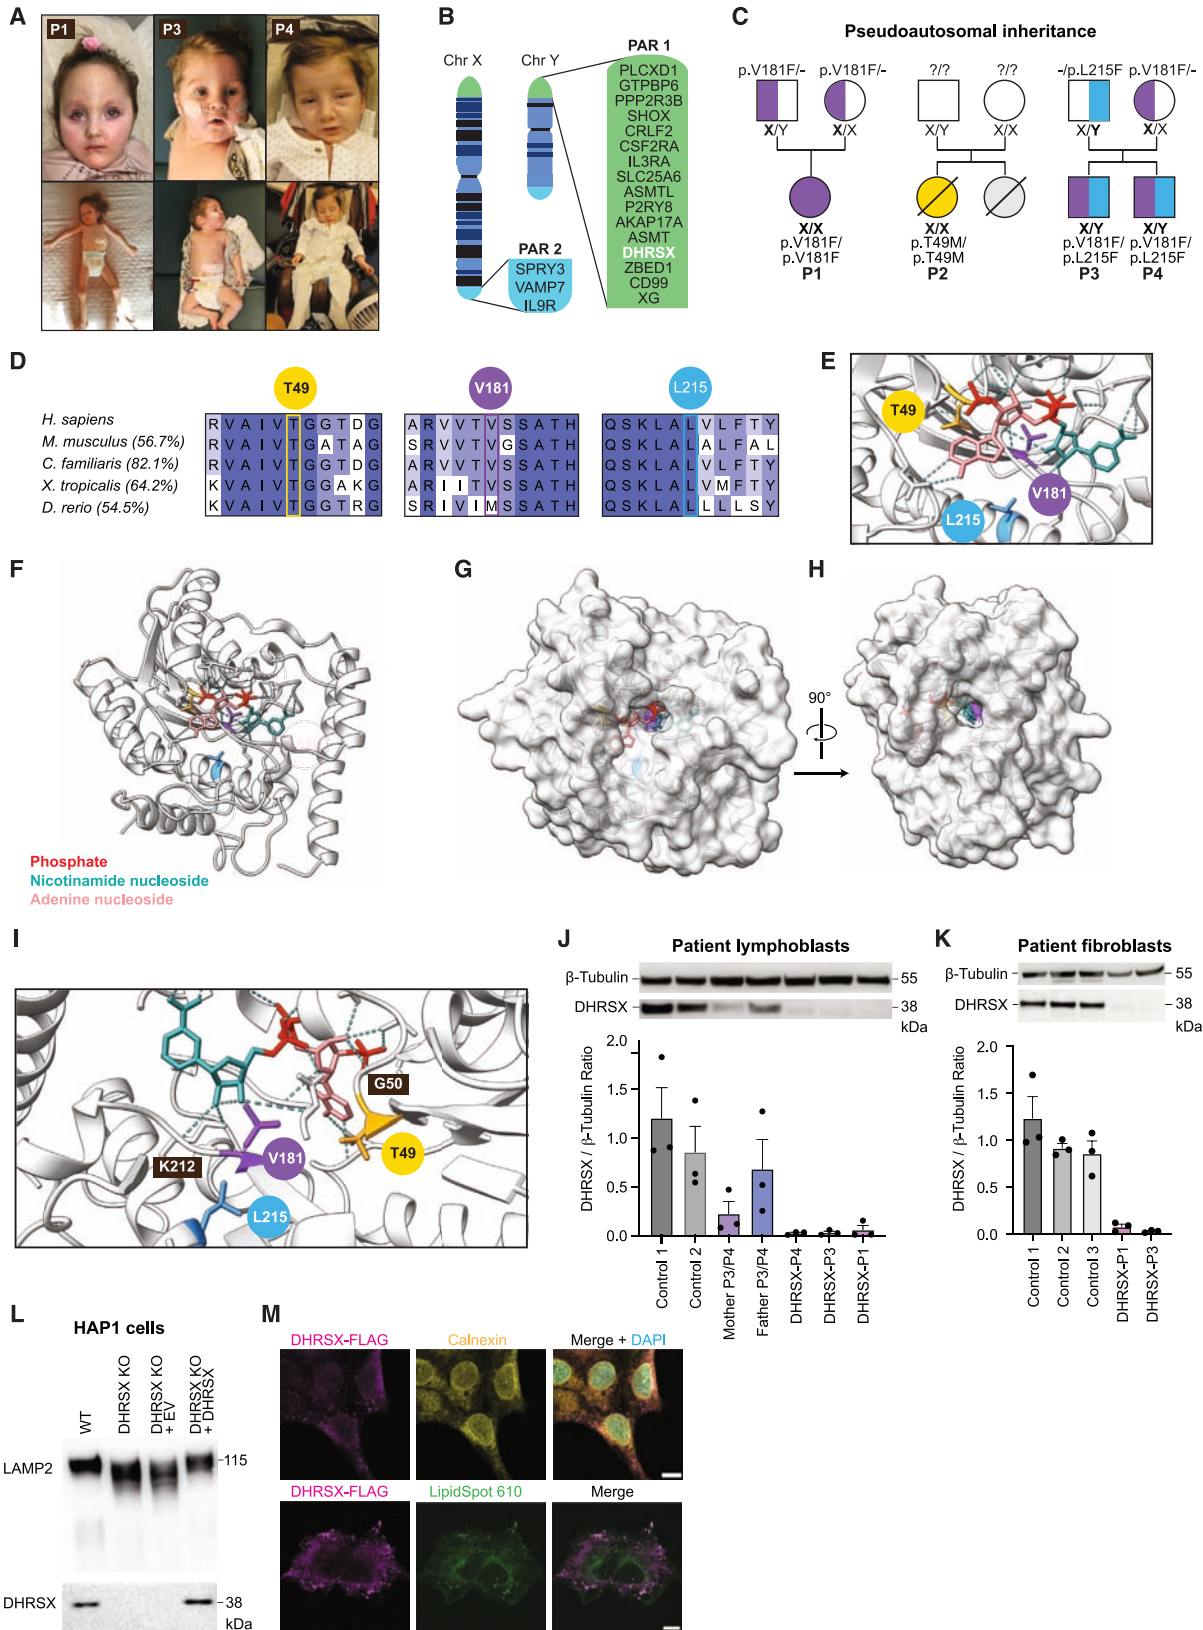 A
P1
P3
P4
B
Chr X
Chr Y
PAR 1
PLCXD1
GTPBP6
PPP2R3B
SHOX
CRLF2
CSF2RA
IL3RA
SLC25A6
ASMTL
P2RY8
AKAP17A
ASMT
DHRSX
ZBED1
CD99
XG
PAR 2
SPRY3
VAMP7
IL9R
C
Pseudoautosomal inheritance
p.V181F/-
p.V181F/-
?/?
?/?
-/p.L215F
p.V181F/-
X/Y
X/X
X/Y
X/X
X/Y
X/X
X/X
p.V181F/
p.V181F
P1
X/X
p.T49M/
p.T49M
P2
X/Y
p.V181F/
p.L215F
P3
X/Y
p.V181F/
p.L215F
P4
D
T49
V181
L215
H. sapiens
R V A I V T G G T D G
A R V V T V S S A T H
Q S K L A L V L F T Y
M. musculus (56.7%)
R V A I V T G A T A G
S R V V T V G S A T H
Q S K L A L A L F A L
C. familiaris (82.1%)
R V A I V T G G T D G
A R V V T V S S A T H
Q S K L A L V L F T Y
X. tropicalis (64.2%)
K V A I V T G G A K G
A R I I T V S S A T H
Q S K L A L V M F T Y
D. rerio (54.5%)
K V A I V T G G T R G
S R I V I M S S A T H
Q S K L A L L L L S Y
E
T49
V181
L215
F
Phosphate
Nicotinamide nucleoside
Adenine nucleoside
G
90°
H
I
G50
T49
K212
V181
L215
J
Patient lymphoblasts
β-Tubulin
55
DHRSX
38
kDa
DHRSX / β-Tubulin Ratio
2.0
1.5
1.0
0.5
0.0
Control 1
Control 2
Mother P3/P4
Father P3/P4
DHRSX-P4
DHRSX-P3
DHRSX-P1
K
Patient fibroblasts
β-Tubulin
55
DHRSX
38
kDa
DHRSX / β-Tubulin Ratio
2.0
1.5
1.0
0.5
0.0
Control 1
Control 2
Control 3
DHRSX-P1
DHRSX-P3
L
HAP1 cells
WT
DHRSX KO
DHRSX KO
+ EV
DHRSX KO
+ DHRSX
LAMP2
115
DHRSX
38
kDa
M
DHRSX-FLAG
Calnexin
Merge + DAPI
DHRSX-FLAG
LipidSpot 610
Merge